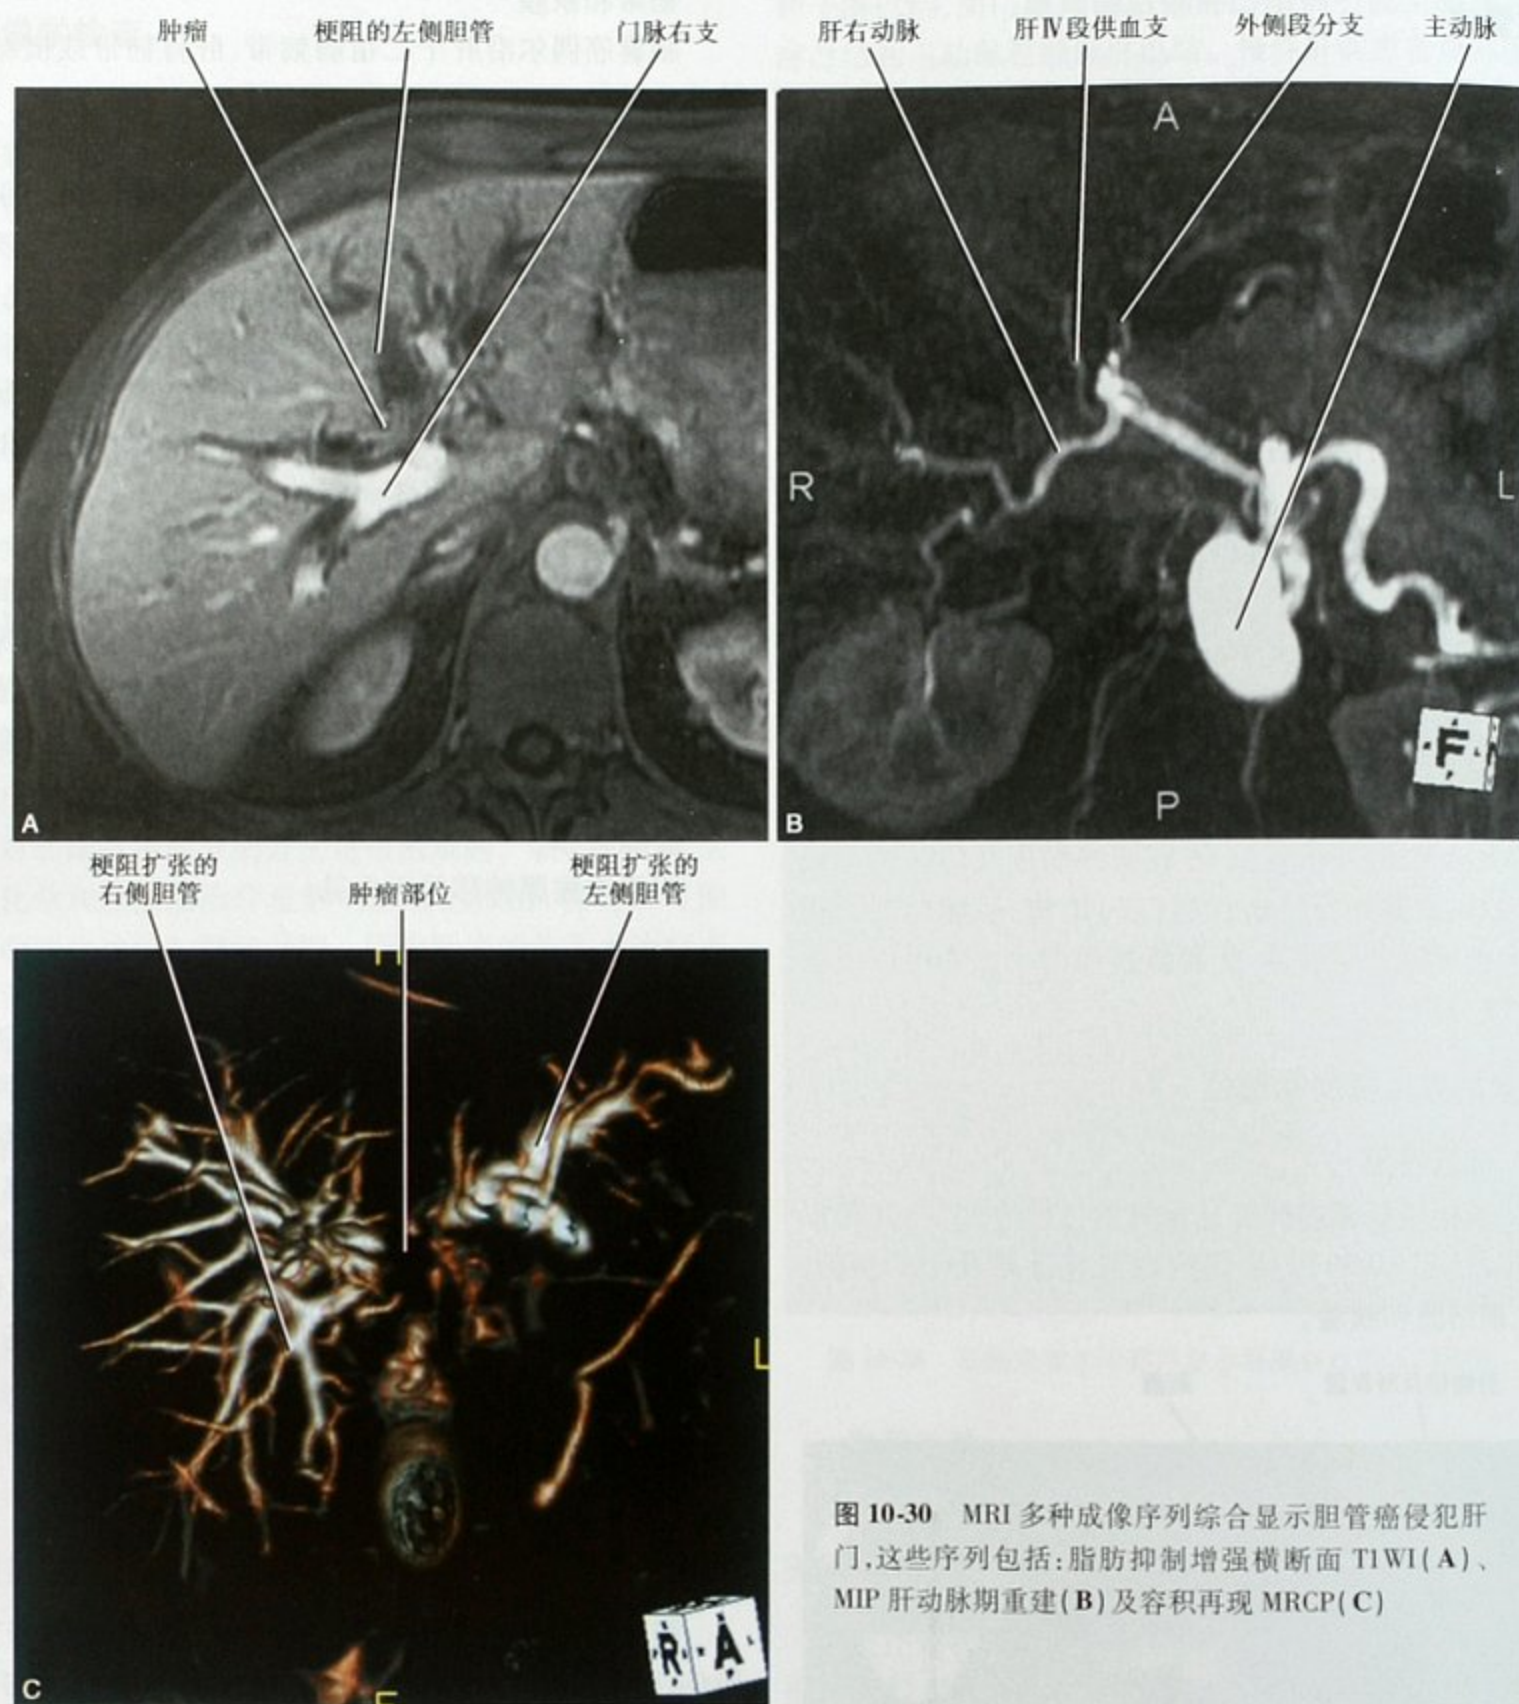 肿瘤 梗阻的左侧胆管 门脉右支 肝右动脉 肝Ⅳ段供血支 外侧段分支 主动脉
A
R
L
F
A
B
P
梗阻扩张的
右侧胆管
肿瘤部位
梗阻扩张的
左侧胆管
H
L
R A
C
F
图 10-30 MRI 多种成像序列综合显示胆管癌侵犯肝
门,这些序列包括:脂肪抑制增强横断面 T1WI(A)、
MIP 肝动脉期重建(B)及容积再现 MRCP(C)